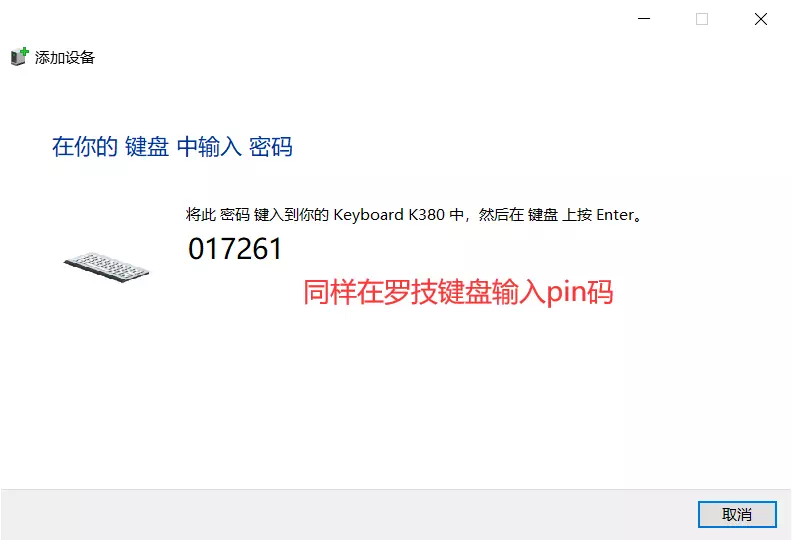 添加设备
在你的 键盘 中输入 密码
将此 密码 键入到你的 Keyboard K380 中，然后在 键盘 上按 Enter。
017261
同样在罗技键盘输入pin码
取消